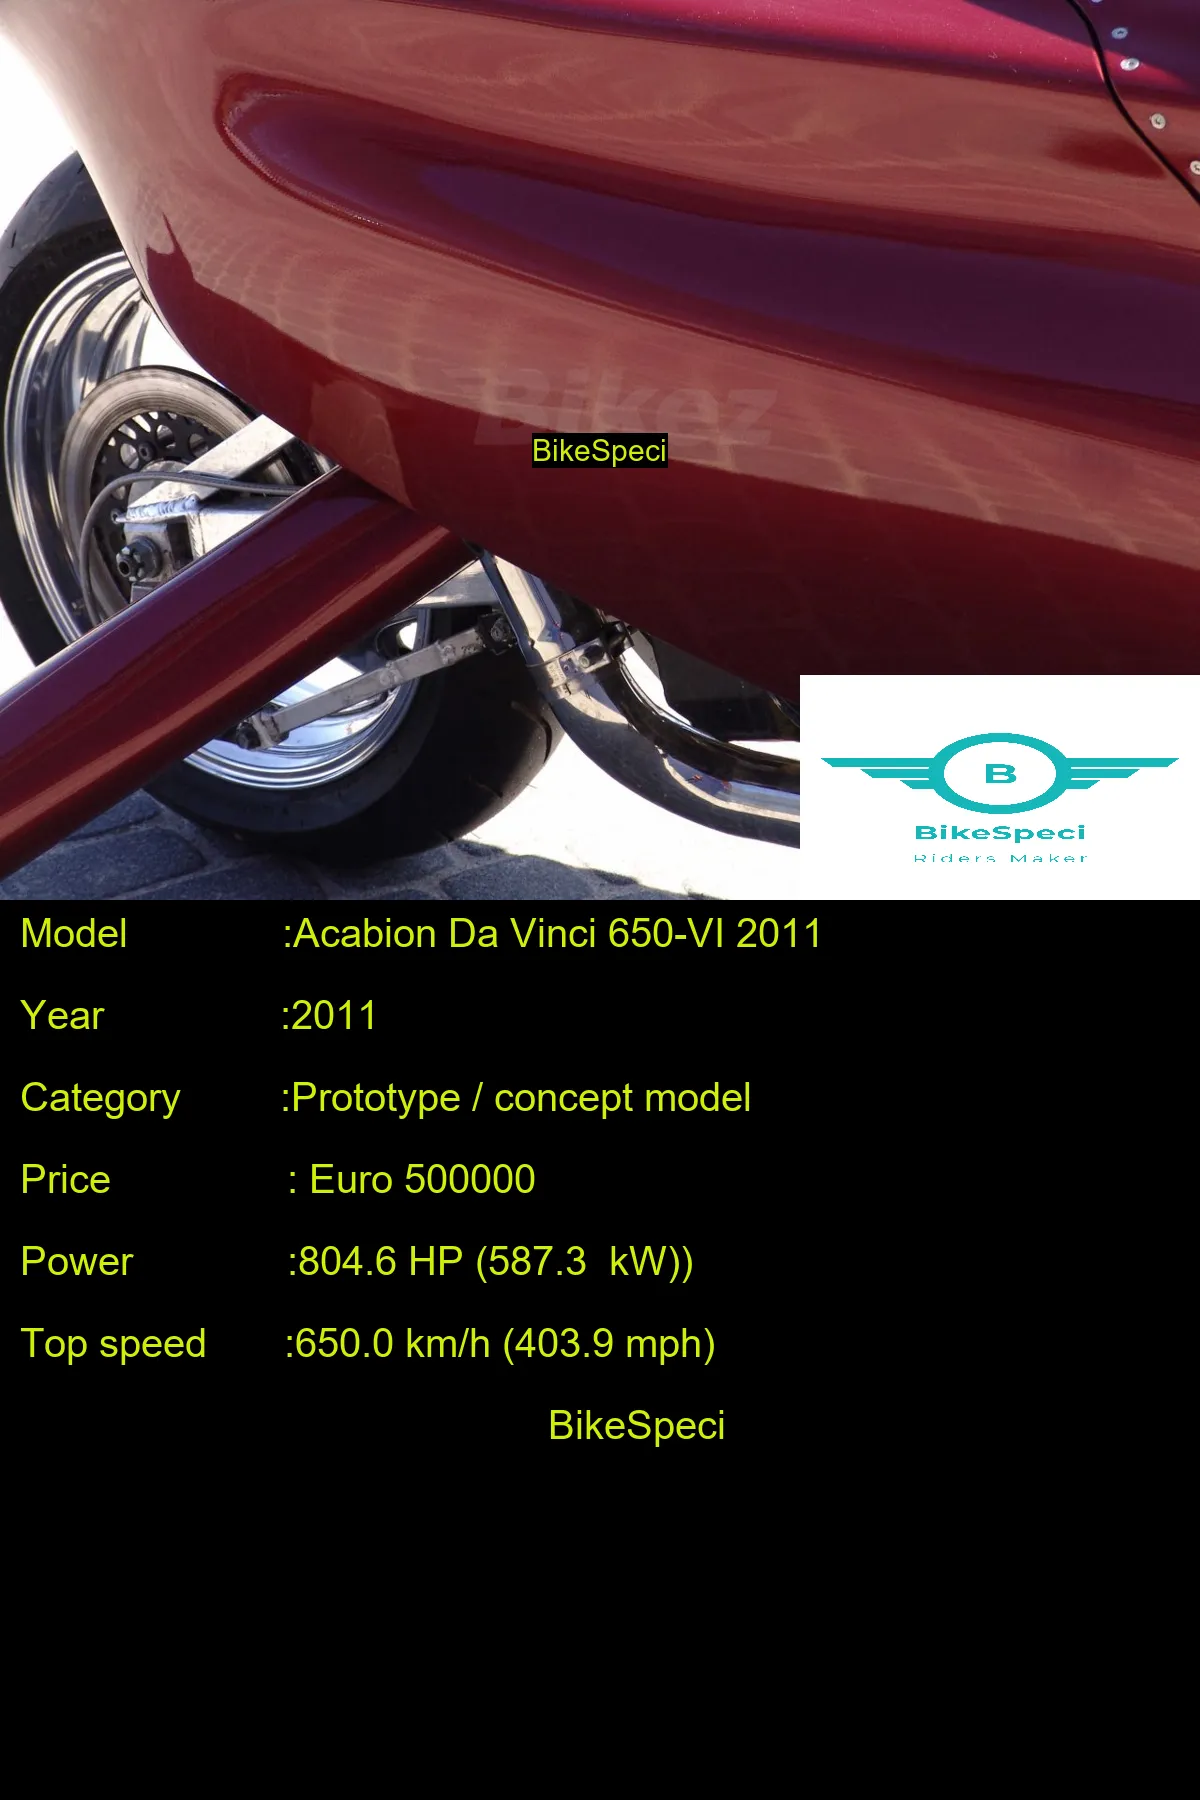 Bikez
BikeSpeci
B
BikeSpeci
Riders Maker
Model :Acabion Da Vinci 650-VI 2011
Year :2011
Category :Prototype / concept model
Price : Euro 500000
Power :804.6 HP (587.3 kW))
Top speed :650.0 km/h (403.9 mph)
BikeSpeci